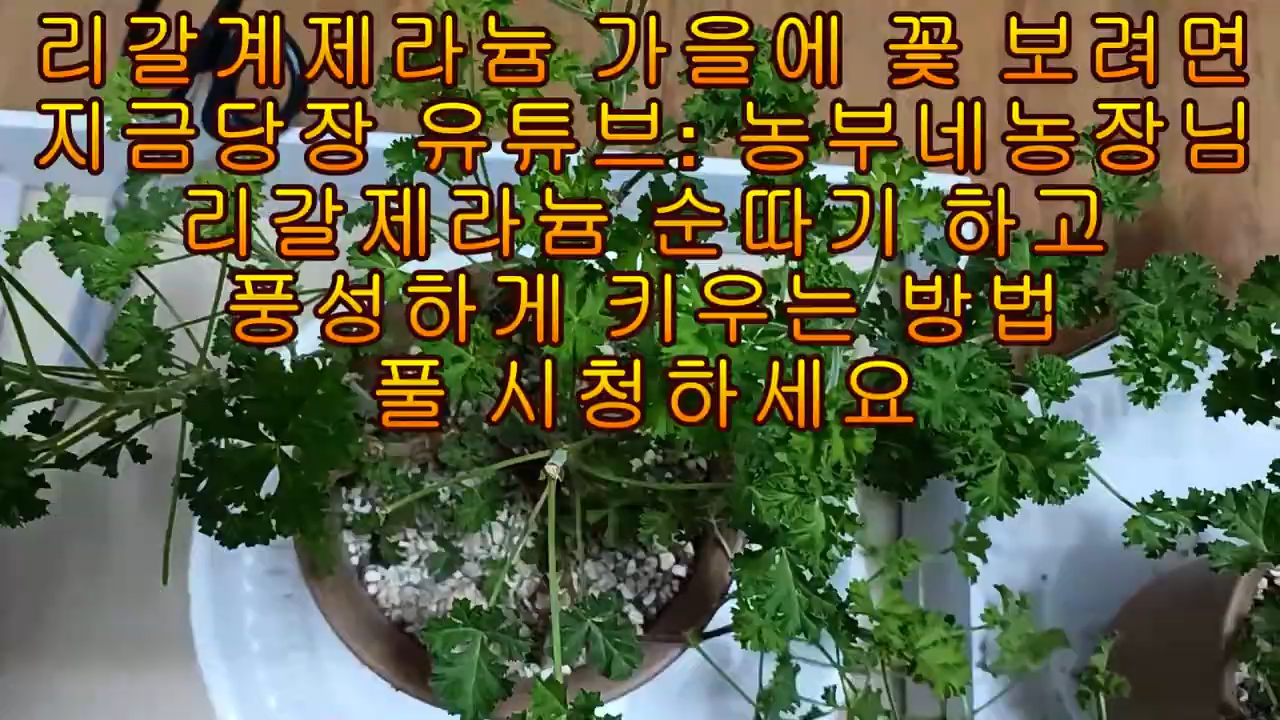 리갈계제라늄 가을에 꽃 보려면
지금당장 유튜브: 농부네농장님
리갈제라늄 순따기 하고
풍성하게 키우는 방법
풀 시청하세요